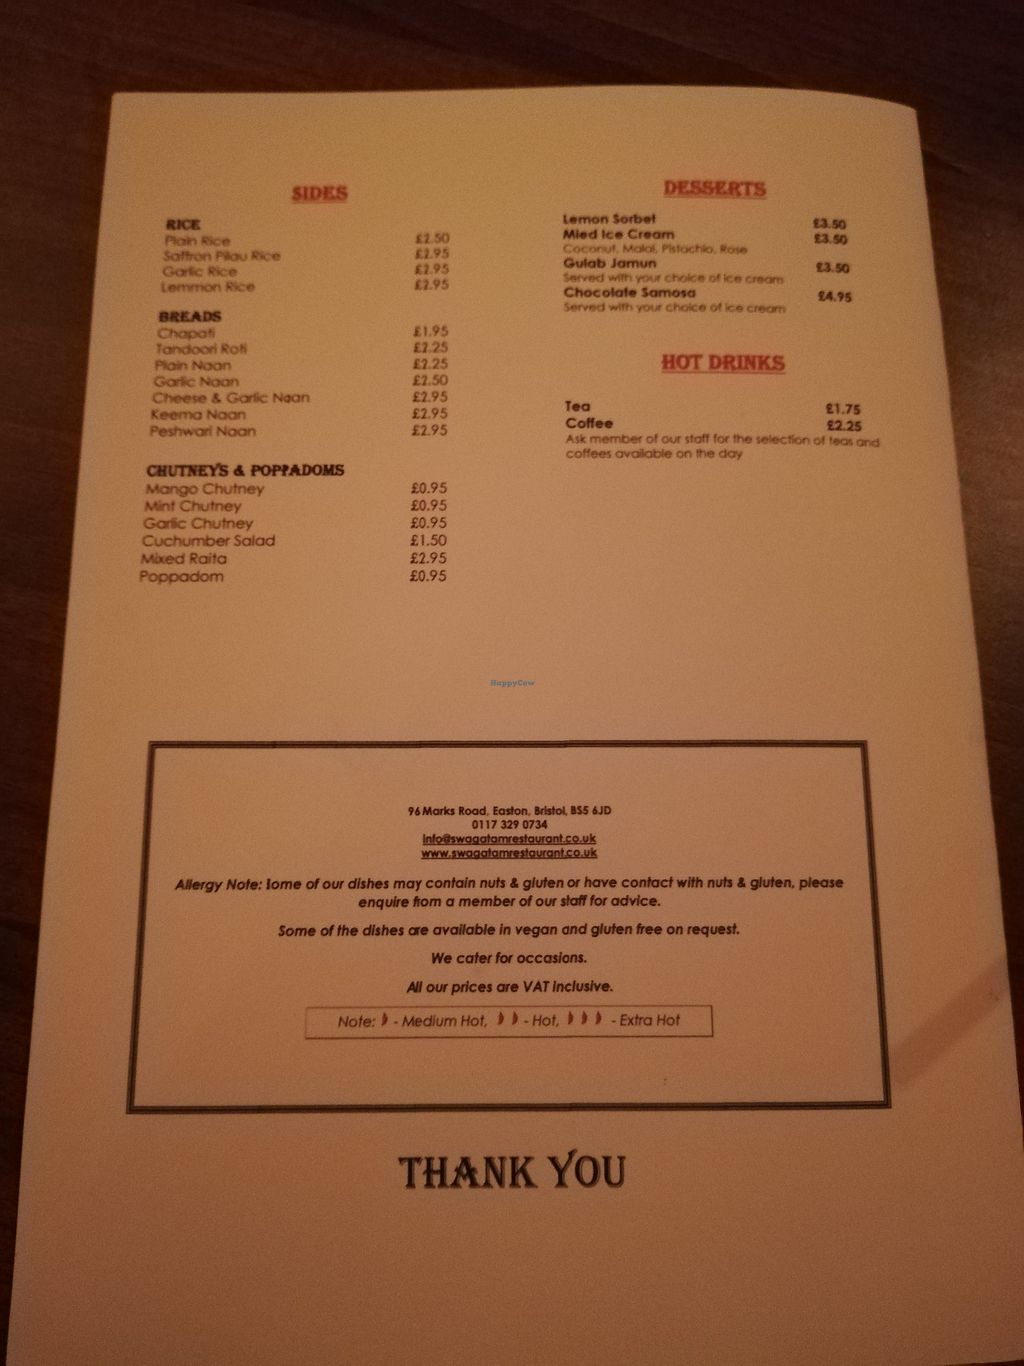 SIDES
RICE
Plain Rice £2.50
Saffron Pilau Rice £2.95
Garlic Rice £2.95
Lemmon Rice £2.95
BREADS
Chapati £1.95
Tandoori Roti £2.25
Plain Naan £2.25
Garlic Naan £2.50
Cheese & Garlic Naan £2.95
Keema Naan £2.95
Peshwari Naan £2.95
CHUTNEYS & POPPADOMS
Mango Chutney £0.95
Mint Chutney £0.95
Garlic Chutney £0.95
Cuchumber Salad £1.50
Mixed Raita £2.95
Poppadom £0.95
DESSERTS
Lemon Sorbet £3.50
Mied Ice Cream £3.50
Coconut, Malai, Pistachio, Rose
Gulab Jamun £3.50
Served with your choice of ice cream
Chocolate Samosa £4.95
Served with your choice of ice cream
HOT DRINKS
Tea £1.75
Coffee £2.25
Ask member of our staff for the selection of teas and
coffees available on the day
HappyCow
96 Marks Road, Easton, Bristol, BS5 6JD
0117 329 0734
info@swagatamrestaurant.co.uk
www.swagatamrestaurant.co.uk
Allergy Note: Iome of our dishes may contain nuts & gluten or have contact with nuts & gluten, please
enquire from a member of our staff for advice.
Some of the dishes are available in vegan and gluten free on request.
We cater for occasions.
All our prices are VAT inclusive.
Note: - Medium Hot, - Hot, - Extra Hot
THANK YOU